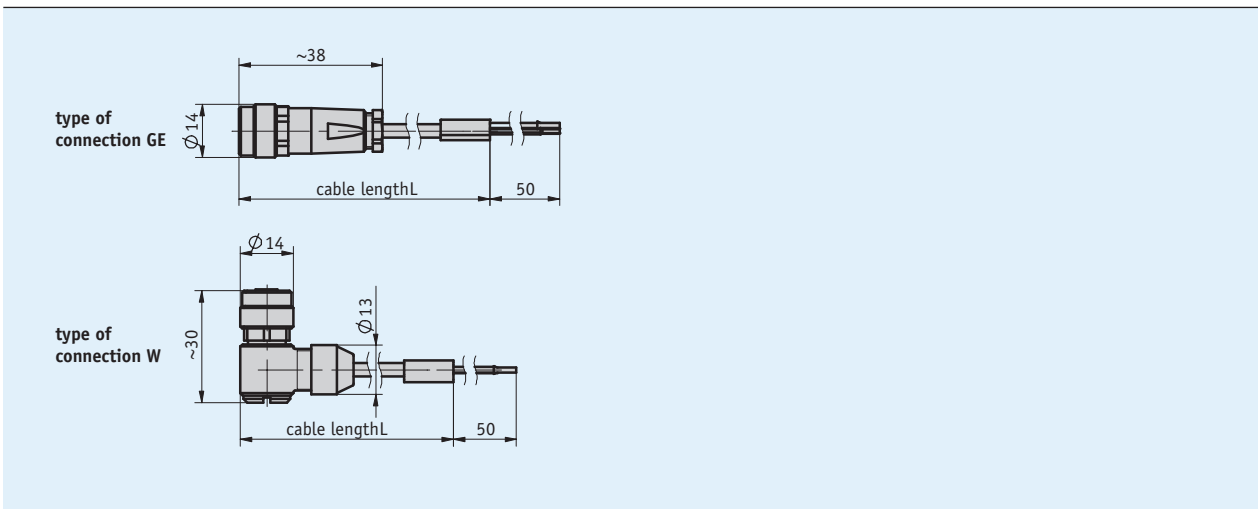 ~38
type of
connection GE
Ø14
cable lengthL
50
Ø14
type of
connection W
~30
Ø13
cable lengthL
50